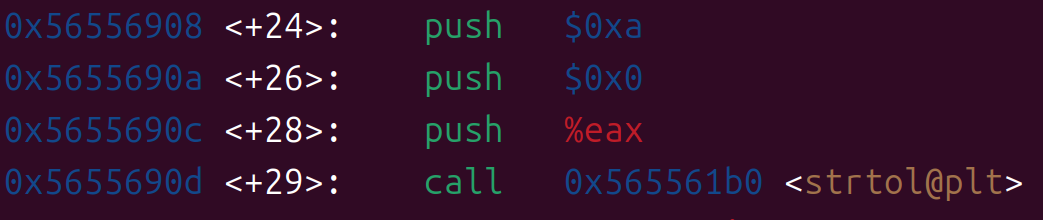 0x56556908 <+24>:    push   $0xa
0x5655690a <+26>:    push   $0x0
0x5655690c <+28>:    push   %eax
0x5655690d <+29>:    call   0x565561b0 <strtol@plt>